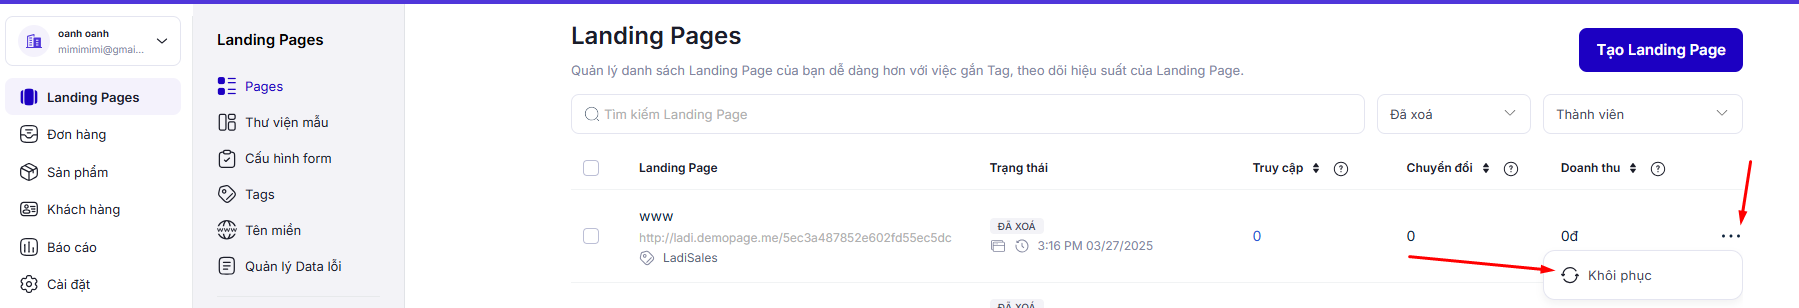 oanh oanh
mimimimi@gmai...
Landing Pages
Đơn hàng
Sản phẩm
Khách hàng
Báo cáo
Cài đặt
Landing Pages
Pages
Thư viện mẫu
Cấu hình form
Tags
Tên miền
Quản lý Data lỗi
Landing Pages
Quản lý danh sách Landing Page của bạn dễ dàng hơn với việc gắn Tag, theo dõi hiệu suất của Landing Page.
Tạo Landing Page
Tìm kiếm Landing Page
Đã xoá
Thành viên
Landing Page
Trạng thái
Truy cập
Chuyển đổi
Doanh thu
www
http://ladi.demopage.me/5ec3a487852e602fd55ec5dc
LadiSales
ĐÃ XOÁ
3:16 PM 03/27/2025
0
0
0đ
Khôi phục
ĐÃ XOÁ